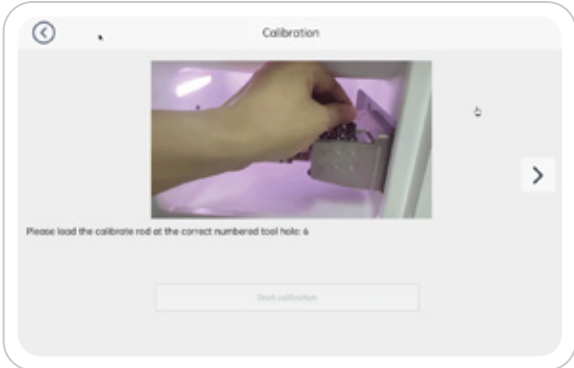 Calibration
Please load the calibrate rod at the correct numbered tool hole: 6
Start calibration